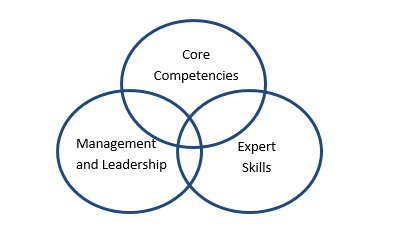 Core
Competencies
Management
and Leadership
Expert
Skills